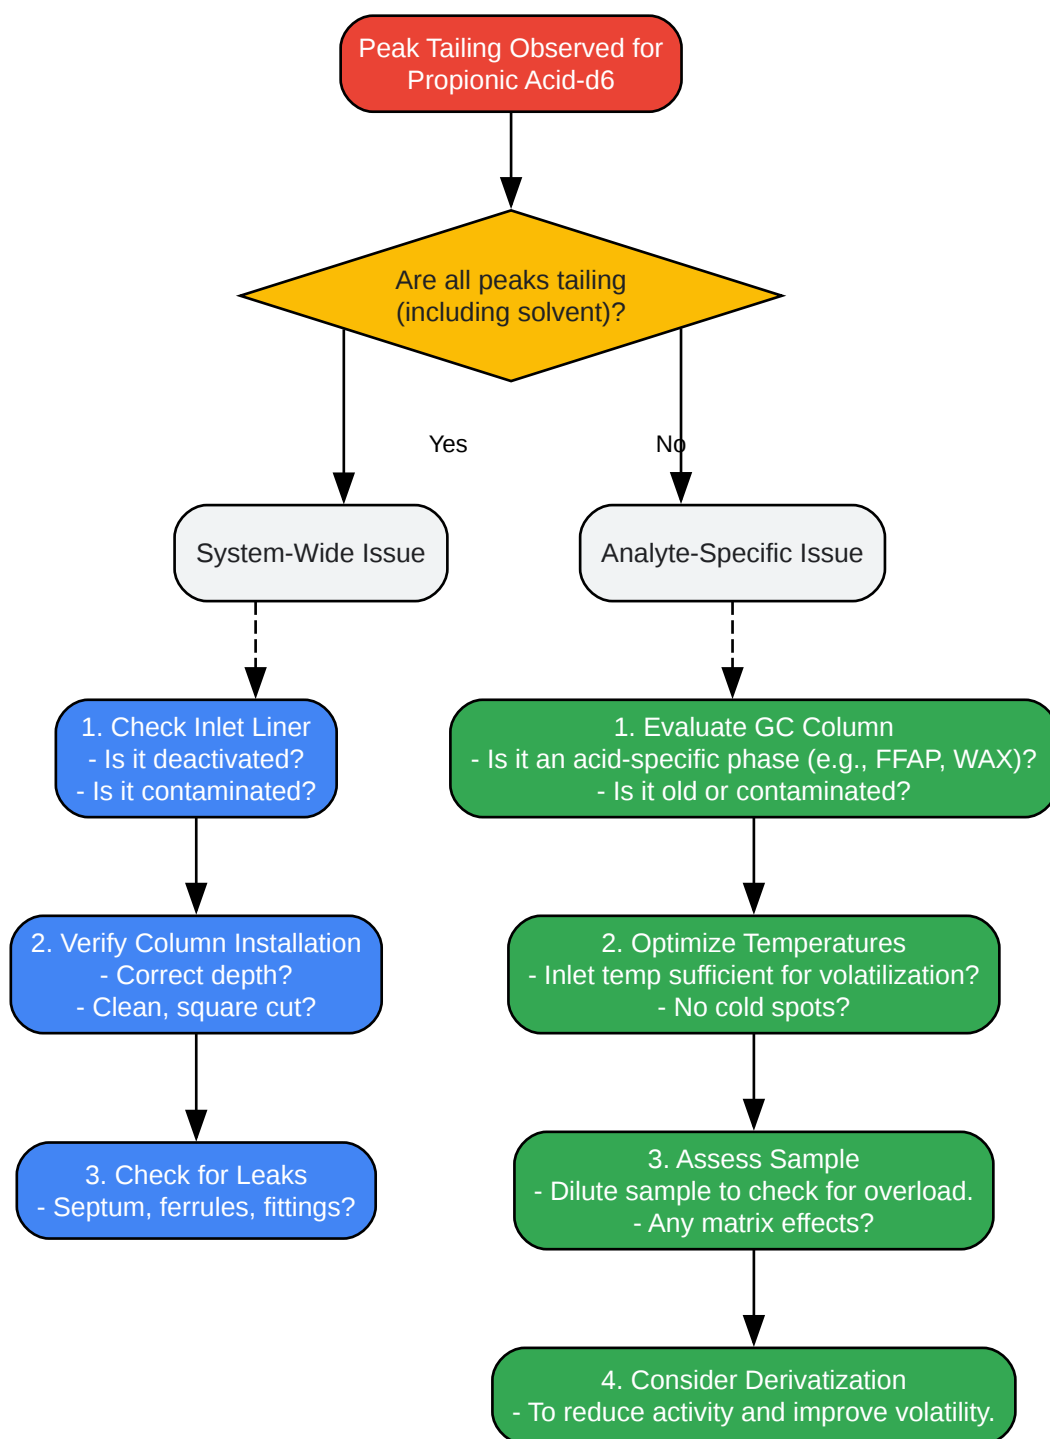 Peak Tailing Observed for
Propionic Acid-d6
Are all peaks tailing
(including solvent)?
Yes
No
System-Wide Issue
Analyte-Specific Issue
1. Check Inlet Liner
- Is it deactivated?
- Is it contaminated?
2. Verify Column Installation
- Correct depth?
- Clean, square cut?
3. Check for Leaks
- Septum, ferrules, fittings?
1. Evaluate GC Column
- Is it an acid-specific phase (e.g., FFAP, WAX)?
- Is it old or contaminated?
2. Optimize Temperatures
- Inlet temp sufficient for volatilization?
- No cold spots?
3. Assess Sample
- Dilute sample to check for overload.
- Any matrix effects?
4. Consider Derivatization
- To reduce activity and improve volatility.